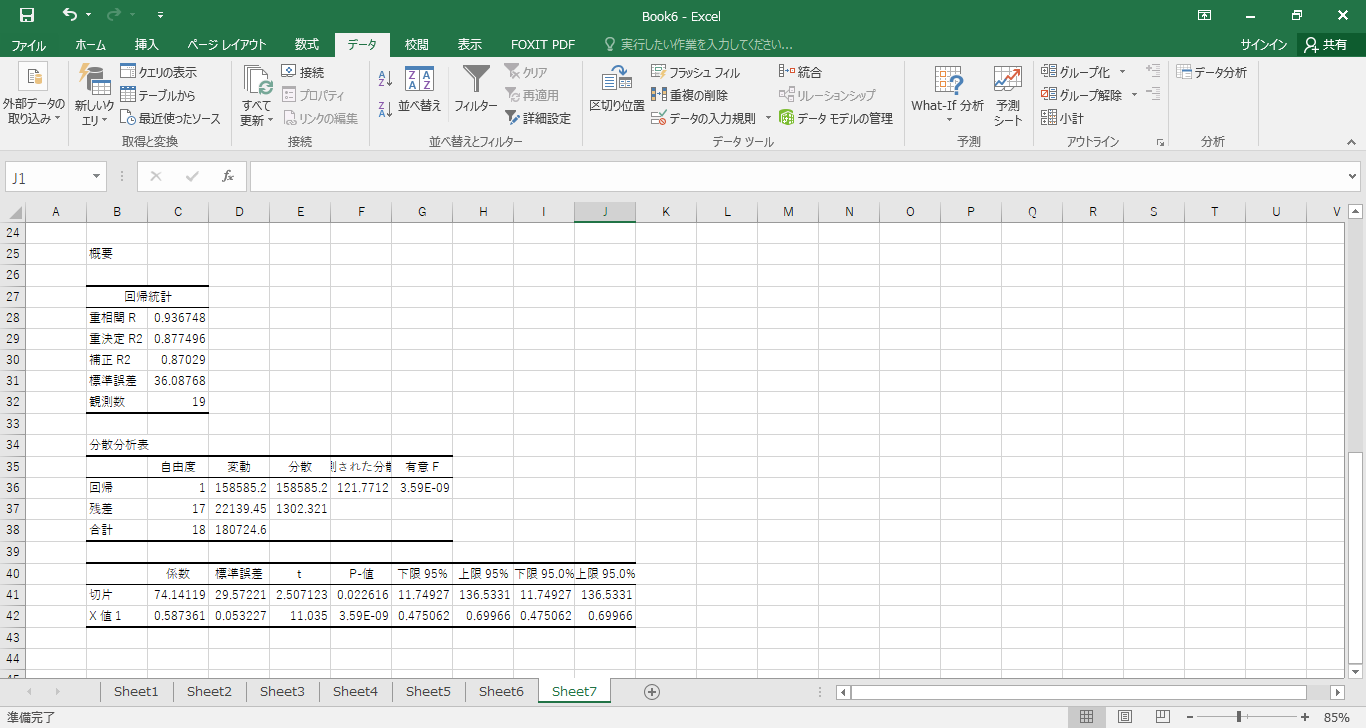 Book6 - Excel
ファイル ホーム 挿入 ページ レイアウト 数式 データ 校閲 表示 FOXIT PDF 実行したい作業を入力してください... サインイン 共有
外部データの取り込み
新しいクエリ
クエリの表示
テーブルから
最近使ったソース
取得と変換
すべて更新
接続
プロパティ
リンクの編集
接続
並べ替え
フィルター
クリア
再適用
詳細設定
並べ替えとフィルター
区切り位置
フラッシュ フィル
重複の削除
データの入力規則
統合
リレーションシップ
データ モデルの管理
データ ツール
What-If 分析
予測シート
予測
グループ化
グループ解除
小計
アウトライン
データ分析
分析
J1 fx
A B C D E F G H I J K L M N O P Q R S T U V
24
25 概要
26
27 回帰統計
28 重相関 R 0.936748
29 重決定 R2 0.877496
30 補正 R2 0.87029
31 標準誤差 36.08768
32 観測数 19
33
34 分散分析表
35 自由度 変動 分散 された分 有意 F
36 回帰 1 158585.2 158585.2 121.7712 3.59E-09
37 残差 17 22139.45 1302.321
38 合計 18 180724.6
39
40 係数 標準誤差 t P-値 下限 95% 上限 95% 下限 95.0% 上限 95.0%
41 切片 74.14119 29.57221 2.507123 0.022616 11.74927 136.5331 11.74927 136.5331
42 X 値 1 0.587361 0.053227 11.035 3.59E-09 0.475062 0.69966 0.475062 0.69966
43
44
Sheet1 Sheet2 Sheet3 Sheet4 Sheet5 Sheet6 Sheet7
準備完了 85%